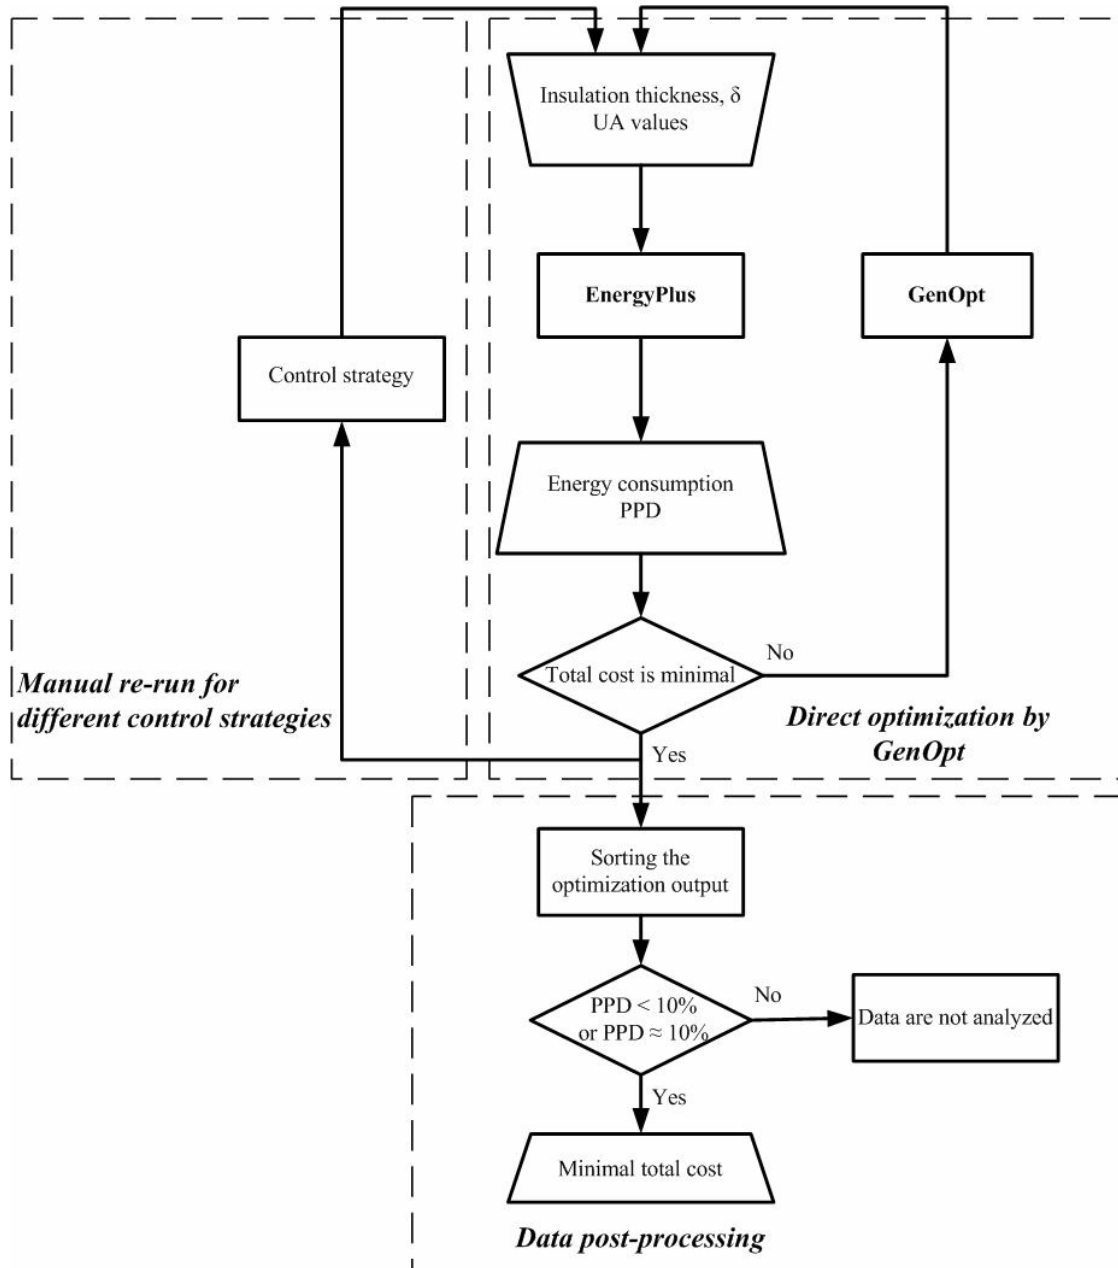 Insulation thickness, δ
UA values
EnergyPlus
GenOpt
Control strategy
Energy consumption
PPD
Total cost is minimal
No
Manual re-run for
different control strategies
Direct optimization by
GenOpt
Yes
Sorting the
optimization output
PPD < 10%
or PPD ≈ 10%
No
Data are not analyzed
Yes
Minimal total cost
Data post-processing